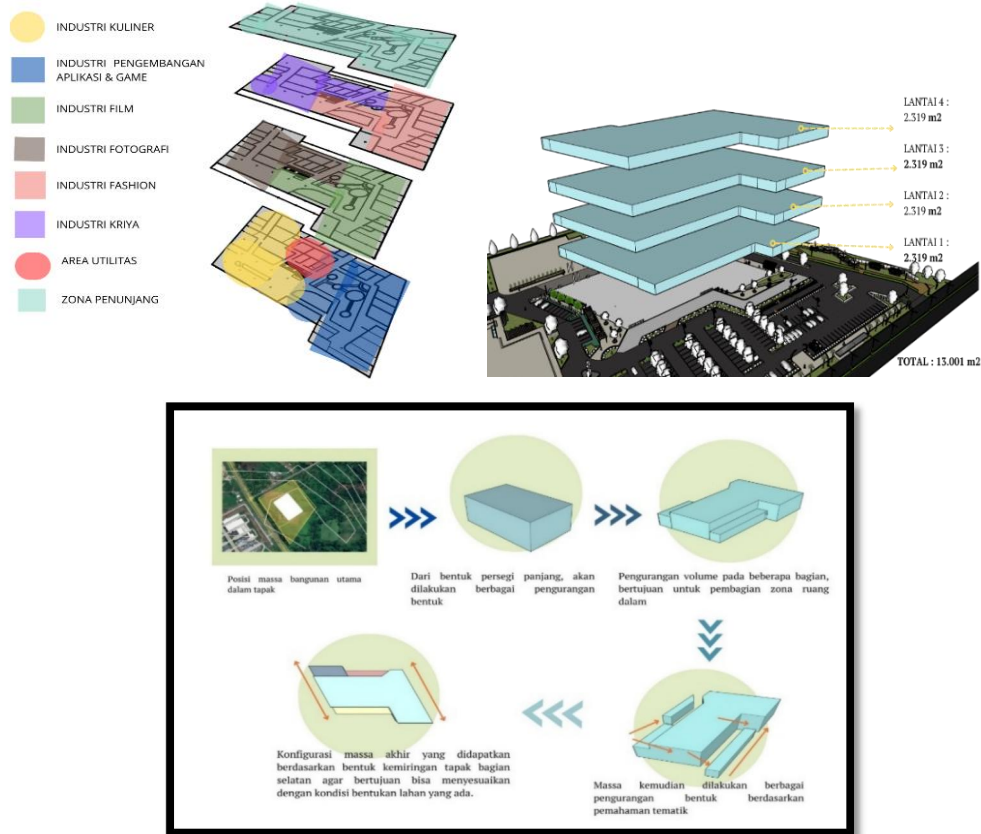 INDUSTRI KULINER
INDUSTRI PENGEMBANGAN
APLIKASI & GAME
INDUSTRI FILM
INDUSTRI FOTOGRAFI
INDUSTRI FASHION
INDUSTRI KRIYA
AREA UTILITAS
ZONA PENUNJANG
LANTAI 4 :
2.319 m2
LANTAI 3 :
2.319 m2
LANTAI 2 :
2.319 m2
LANTAI 1 :
2.319 m2
TOTAL : 13.001 m2
Posisi massa bangunan utama
dalam tapak
Dari bentuk persegi panjang, akan
dilakukan berbagai pengurangan
bentuk
Pengurangan volume pada beberapa bagian,
bertujuan untuk pembagian zona ruang
dalam
Konfigurasi massa akhir yang didapatkan
berdasarkan bentuk kemiringan tapak bagian
selatan agar bertujuan bisa menyesuaikan
dengan kondisi bentukan lahan yang ada.
Massa kemudian dilakukan berbagai
pengurangan bentuk berdasarkan
pemahaman tematik